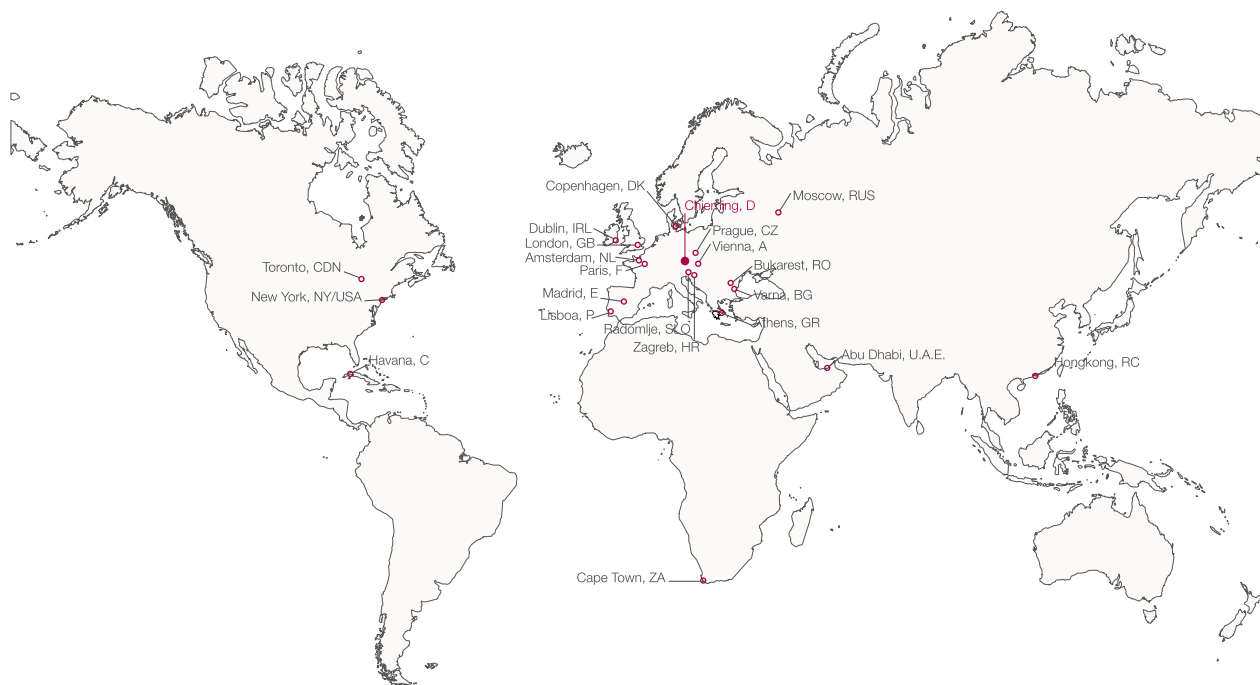 Copenhagen, DK
Moscow, RUS
Chieming, D
Dublin, IRL
Prague, CZ
London, GB
Vienna, A
Amsterdam, NL
Paris, F
Bukarest, RO
Toronto, CDN
New York, NY/USA
Madrid, E
Varna, BG
Lisboa, P
Athens, GR
Radomlje, SLO
Zagreb, HR
Havana, C
Abu Dhabi, U.A.E.
Hongkong, RC
Cape Town, ZA